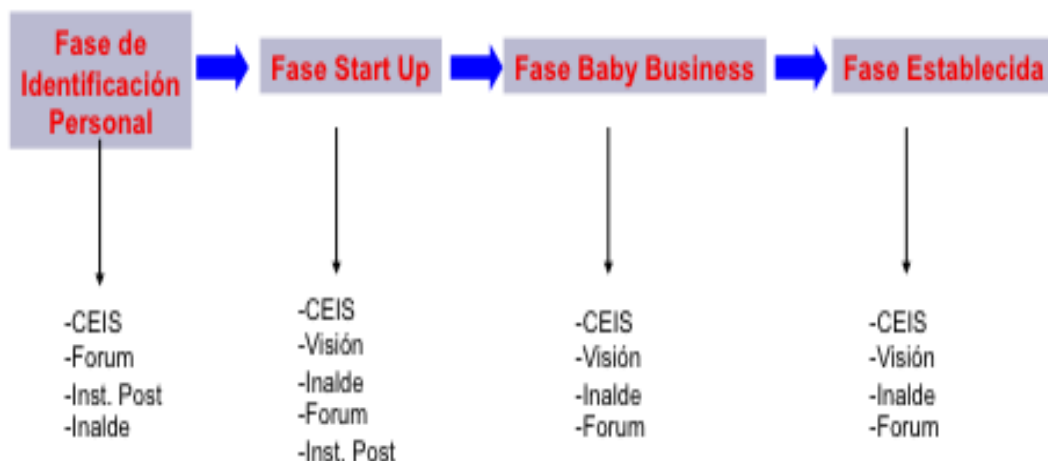 Fase de
Identificación
Personal
Fase Start Up
Fase Baby Business
Fase Establecida
-CEIS
-Forum
-Inst. Post
-Inalde
-CEIS
-Visión
-Inalde
-Forum
-Inst. Post
-CEIS
-Visión
-Inalde
-Forum
-CEIS
-Visión
-Inalde
-Forum